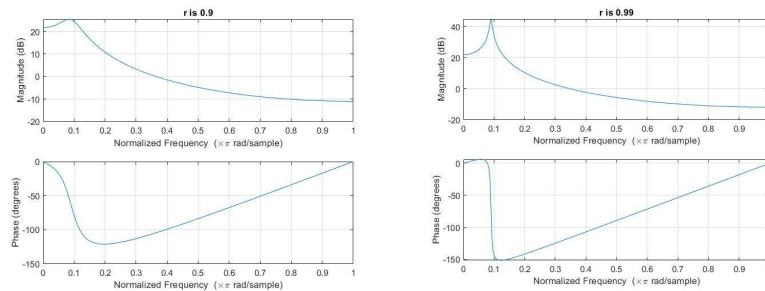 r is 0.9
20
10
0
-10
-20
Magnitude (dB)
0 0.1 0.2 0.3 0.4 0.5 0.6 0.7 0.8 0.9 1
Normalized Frequency (×π rad/sample)
0
-50
-100
-150
Phase (degrees)
0 0.1 0.2 0.3 0.4 0.5 0.6 0.7 0.8 0.9 1
Normalized Frequency (×π rad/sample)
r is 0.99
40
20
0
-20
Magnitude (dB)
0 0.1 0.2 0.3 0.4 0.5 0.6 0.7 0.8 0.9
Normalized Frequency (×π rad/sample)
0
-50
-100
-150
Phase (degrees)
0 0.1 0.2 0.3 0.4 0.5 0.6 0.7 0.8 0.9
Normalized Frequency (×π rad/sample)